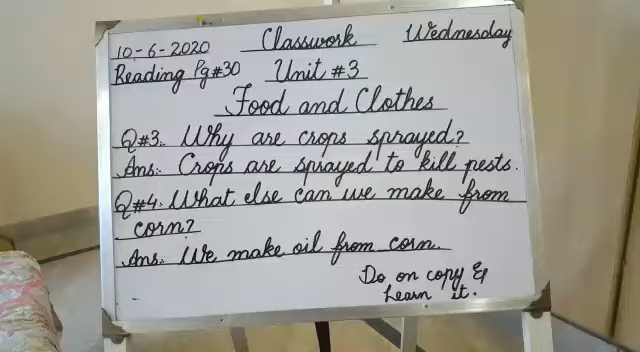 10-6-2020 Classwork Wednesday
Reading Pg#30 Unit #3
Food and Clothes
Q#3. Why are crops sprayed?
Ans:. Crops are sprayed to kill pests.
Q#4. What else can we make from
corn?
Ans:. We make oil from corn.
Do on copy &
Learn it.